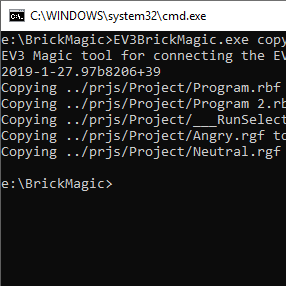 C:\WINDOWS\system32\cmd.exe
e:\BrickMagic>EV3BrickMagic.exe copy
EV3 Magic tool for connecting the EV
2019-1-27.97b8206+39
Copying ../prjs/Project/Program.rbf
Copying ../prjs/Project/Program 2.rb
Copying ../prjs/Project/___RunSelect
Copying ../prjs/Project/Angry.rgf to
Copying ../prjs/Project/Neutral.rgf
e:\BrickMagic>